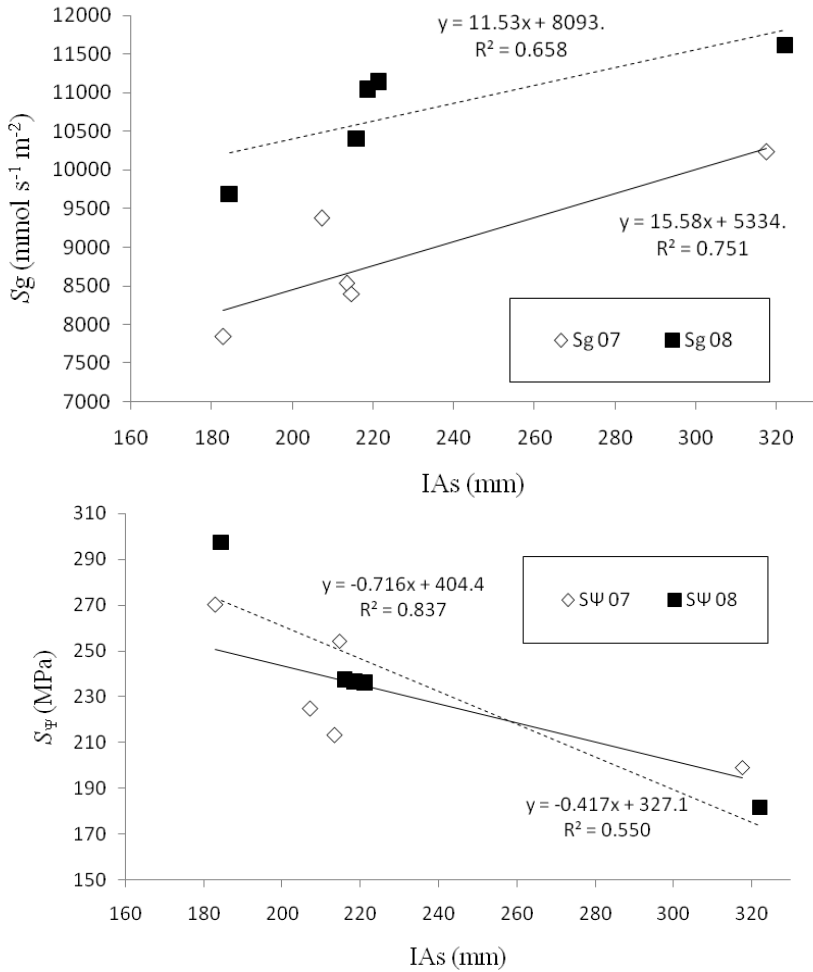 12000
11500
11000
10500
10000
9500
9000
8500
8000
7500
7000
Sg (mmol s⁻¹ m⁻²)
y = 11.53x + 8093.
R² = 0.658
y = 15.58x + 5334.
R² = 0.751
Sg 07 Sg 08
160 180 200 220 240 260 280 300 320
IAs (mm)
310
290
270
250
230
210
190
170
150
SΨ (MPa)
y = -0.716x + 404.4
R² = 0.837
SΨ 07 SΨ 08
y = -0.417x + 327.1
R² = 0.550
160 180 200 220 240 260 280 300 320
IAs (mm)